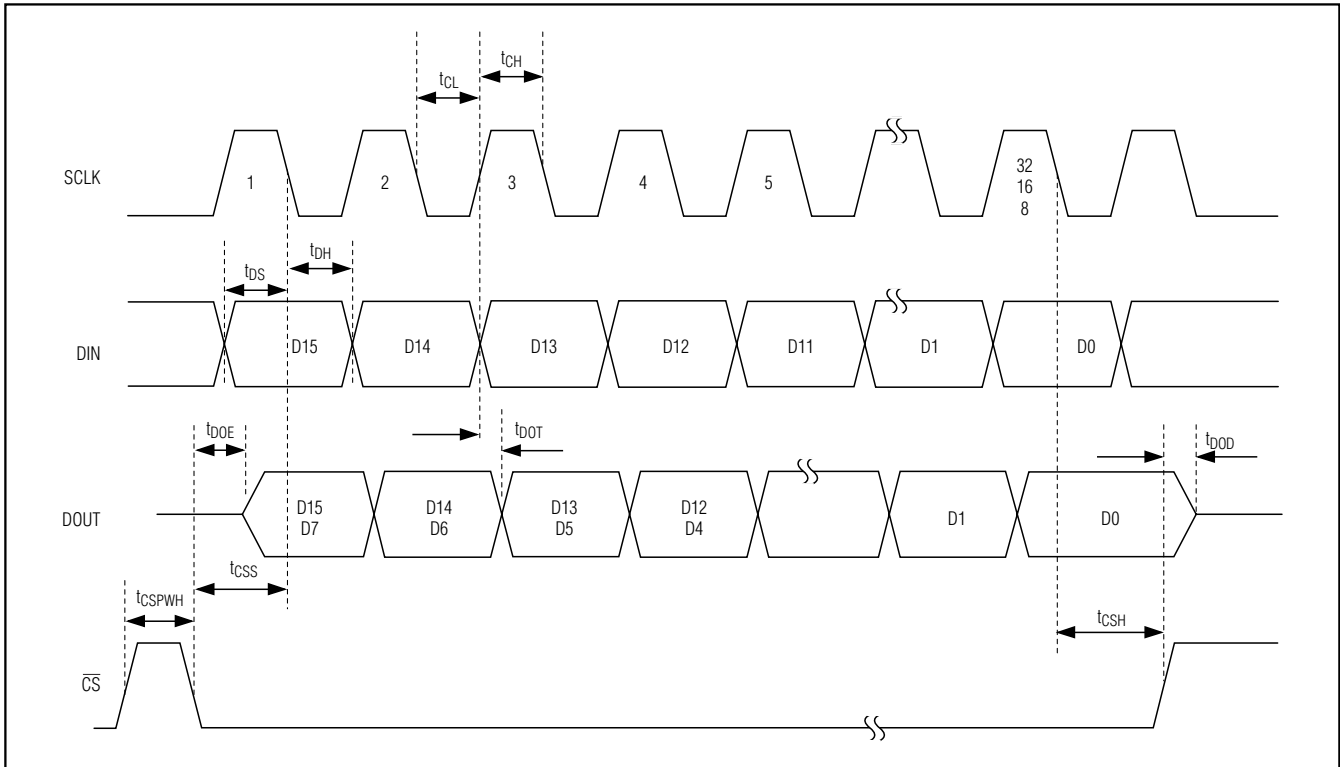 tCL
tCH
SCLK
1
2
3
4
5
32
16
8
tDS
tDH
DIN
D15
D14
D13
D12
D11
D1
D0
tDOE
tDOT
tDOD
DOUT
D15
D7
D14
D6
D13
D5
D12
D4
D1
D0
tCSPWH
tCSS
tCSH
CS